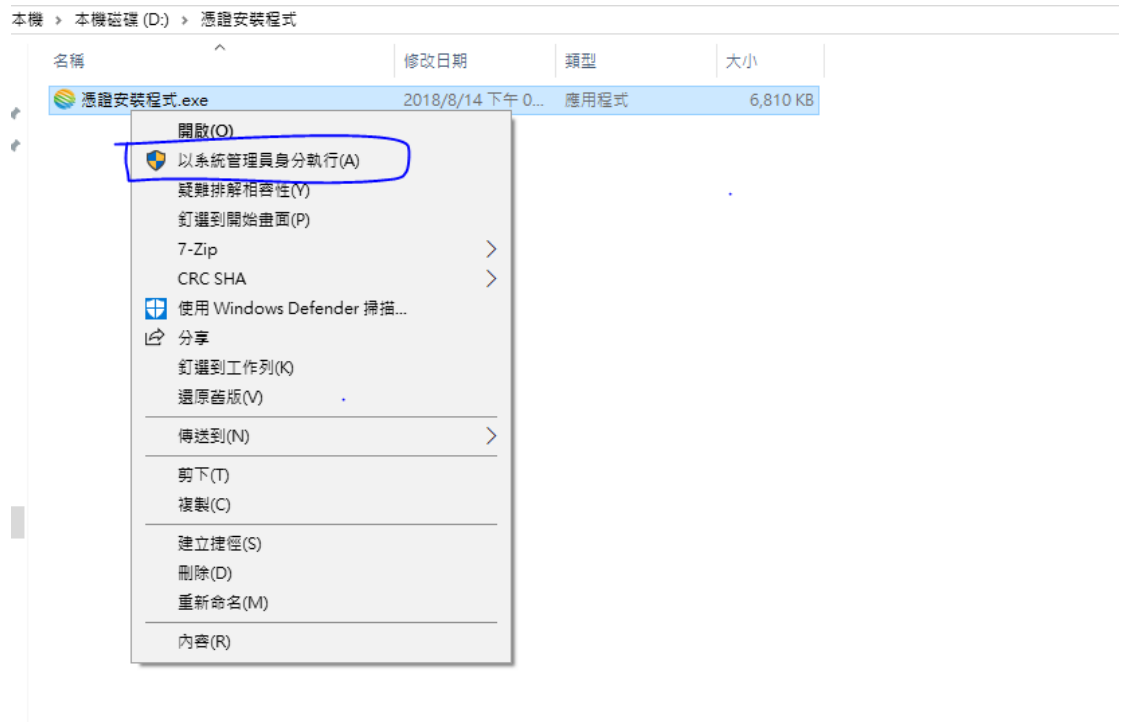 本機 > 本機磁碟 (D:) > 憑證安裝程式
名稱 修改日期 類型 大小
憑證安裝程式.exe 2018/8/14 下午 0... 應用程式 6,810 KB
開啟(O)
以系統管理員身分執行(A)
疑難排解相容性(Y)
釘選到開始畫面(P)
7-Zip
CRC SHA
使用 Windows Defender 掃描...
分享
釘選到工作列(K)
還原舊版(V)
傳送到(N)
剪下(T)
複製(C)
建立捷徑(S)
刪除(D)
重新命名(M)
內容(R)